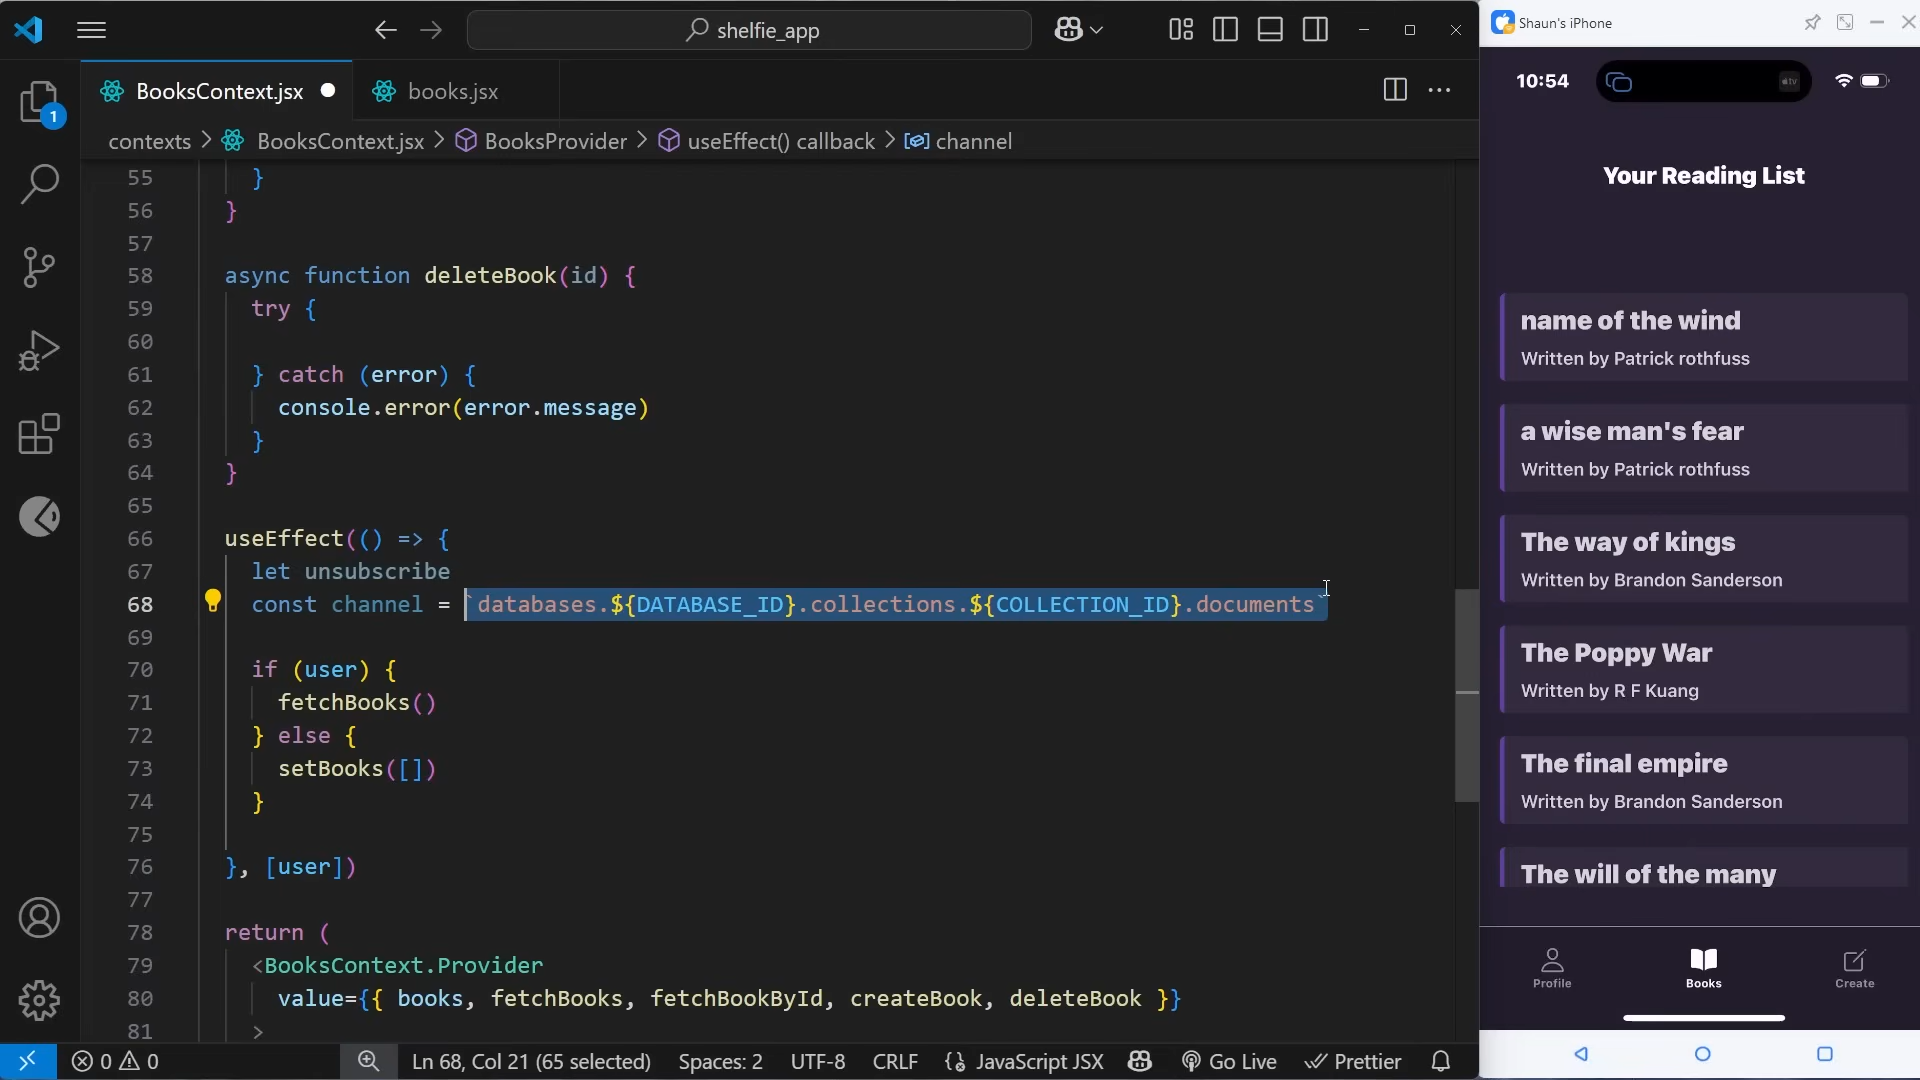 shelfie_app
BooksContext.jsx
books.jsx
contexts > BooksContext.jsx > BooksProvider > useEffect() callback > channel
1
55 }
56 }
57
58 async function deleteBook(id) {
59 try {
60
61 } catch (error) {
62 console.error(error.message)
63 }
64 }
65
66 useEffect(() => {
67 let unsubscribe
68 const channel = `databases.${DATABASE_ID}.collections.${COLLECTION_ID}.documents`
69
70 if (user) {
71 fetchBooks()
72 } else {
73 setBooks([])
74 }
75
76 }, [user])
77
78 return (
79 <BooksContext.Provider
80 value={{ books, fetchBooks, fetchBookById, createBook, deleteBook }}
81 >
0 0
Ln 68, Col 21 (65 selected)
Spaces: 2
UTF-8
CRLF
{} JavaScript JSX
Go Live
Prettier
Shaun's iPhone
10:54
tv
Your Reading List
name of the wind
Written by Patrick rothfuss
a wise man's fear
Written by Patrick rothfuss
The way of kings
Written by Brandon Sanderson
The Poppy War
Written by R F Kuang
The final empire
Written by Brandon Sanderson
The will of the many
Profile
Books
Create